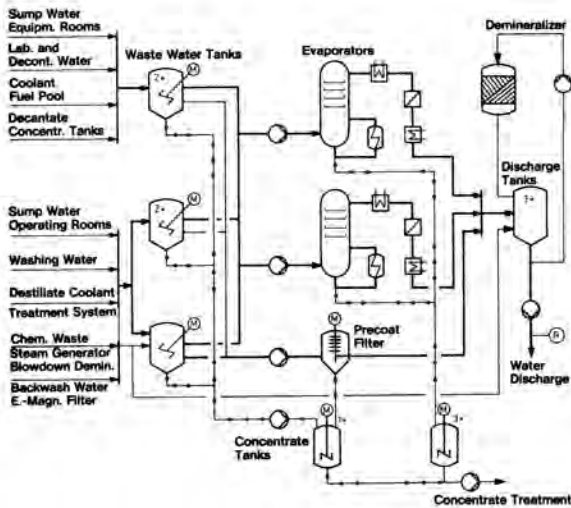 Sump Water
Equipm. Rooms
Lab. and
Decont. Water
Coolant
Fuel Pool
Decantate
Concentr. Tanks
Waste Water Tanks
Evaporators
Demineralizer
Discharge
Tanks
Sump Water
Operating Rooms
Washing Water
Destillate Coolant
Treatment System
Chem. Waste
Steam Generator
Blowdown Demin.
Backwash Water
E.-Magn. Filter
Precoat
Filter
Water
Discharge
Concentrate
Tanks
Concentrate Treatment
M
M
M
M
M
M
R